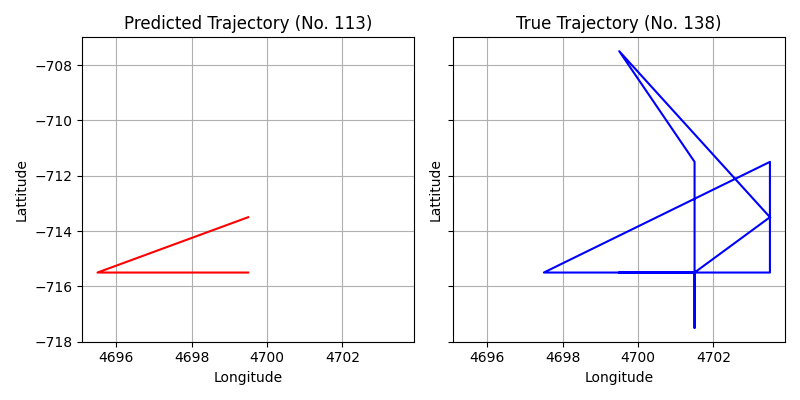 Predicted Trajectory (No. 113)
True Trajectory (No. 138)
−708
−710
−712
−714
−716
−718
Lattitude
Lattitude
4696 4698 4700 4702
4696 4698 4700 4702
Longitude
Longitude